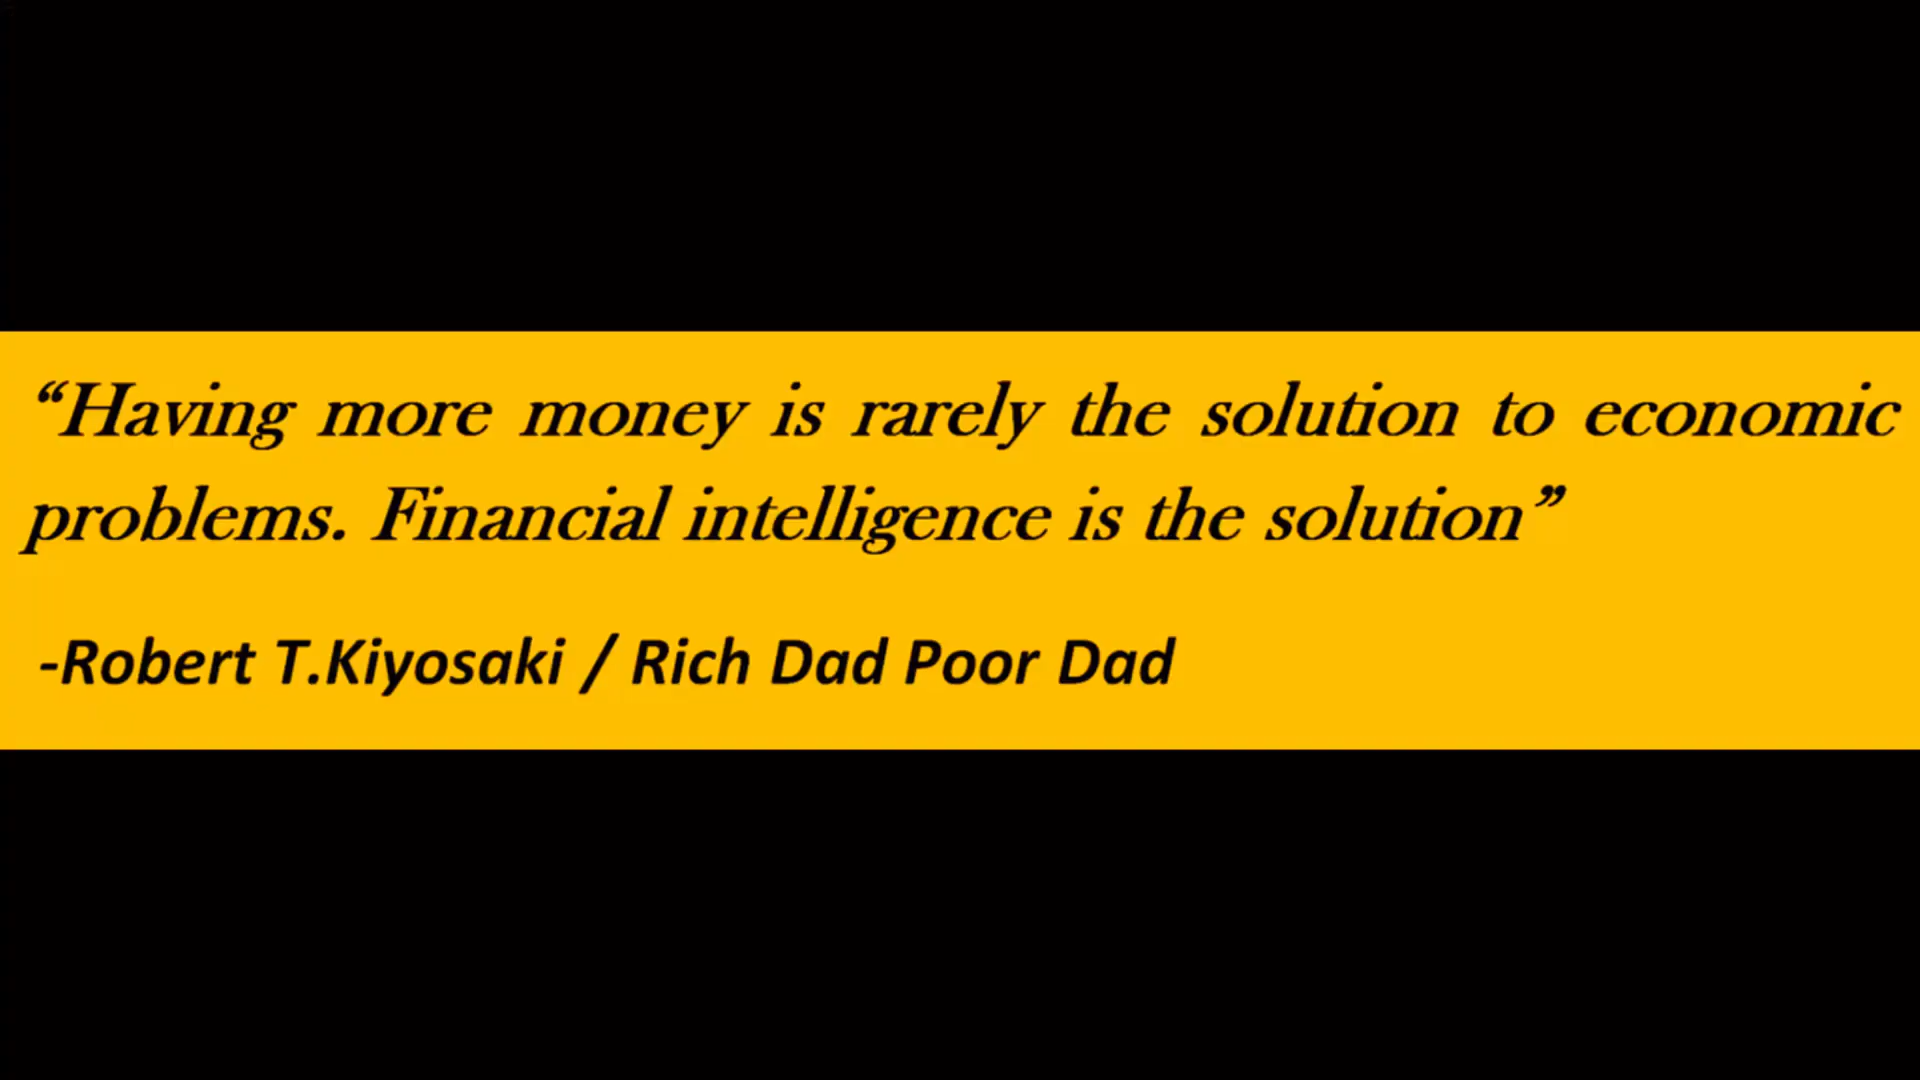 “Having more money is rarely the solution to economic
problems. Financial intelligence is the solution”
-Robert T.Kiyosaki / Rich Dad Poor Dad